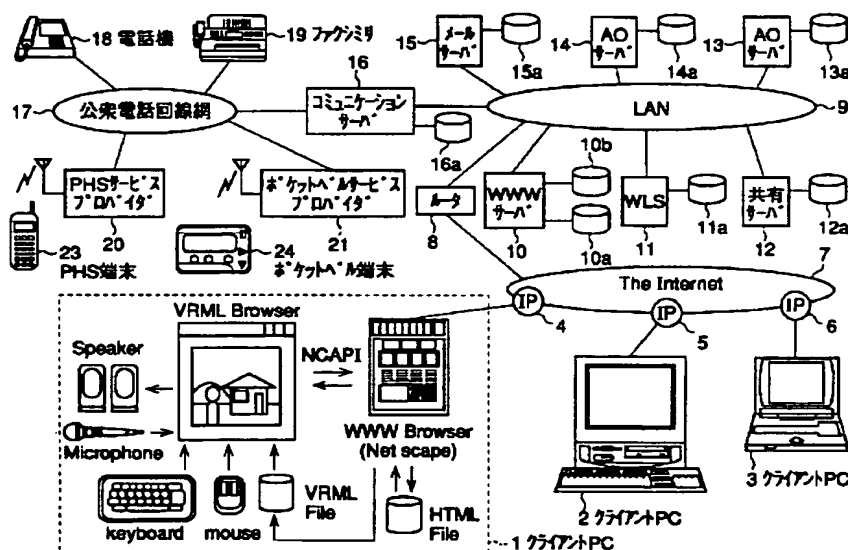 18 電話機
19 ファクシミリ
15
メール
サーバ
15a
14
AO
サーバ
14a
13
AO
サーバ
13a
16
コミュニケーション
サーバ
16a
17
公衆電話回線網
LAN
9
PHSサービス
プロバイダ
20
ポケットベルサービス
プロバイダ
21
ルータ
8
WWW
サーバ
10
10b
10a
WLS
11
11a
共有
サーバ
12
12a
23
PHS端末
24
ポケットベル端末
7
The Internet
IP
4
IP
5
IP
6
VRML Browser
Speaker
NCAPI
Microphone
WWW Browser
(Net scape)
keyboard
mouse
VRML
File
HTML
File
1 クライアントPC
2 クライアントPC
3 クライアントPC